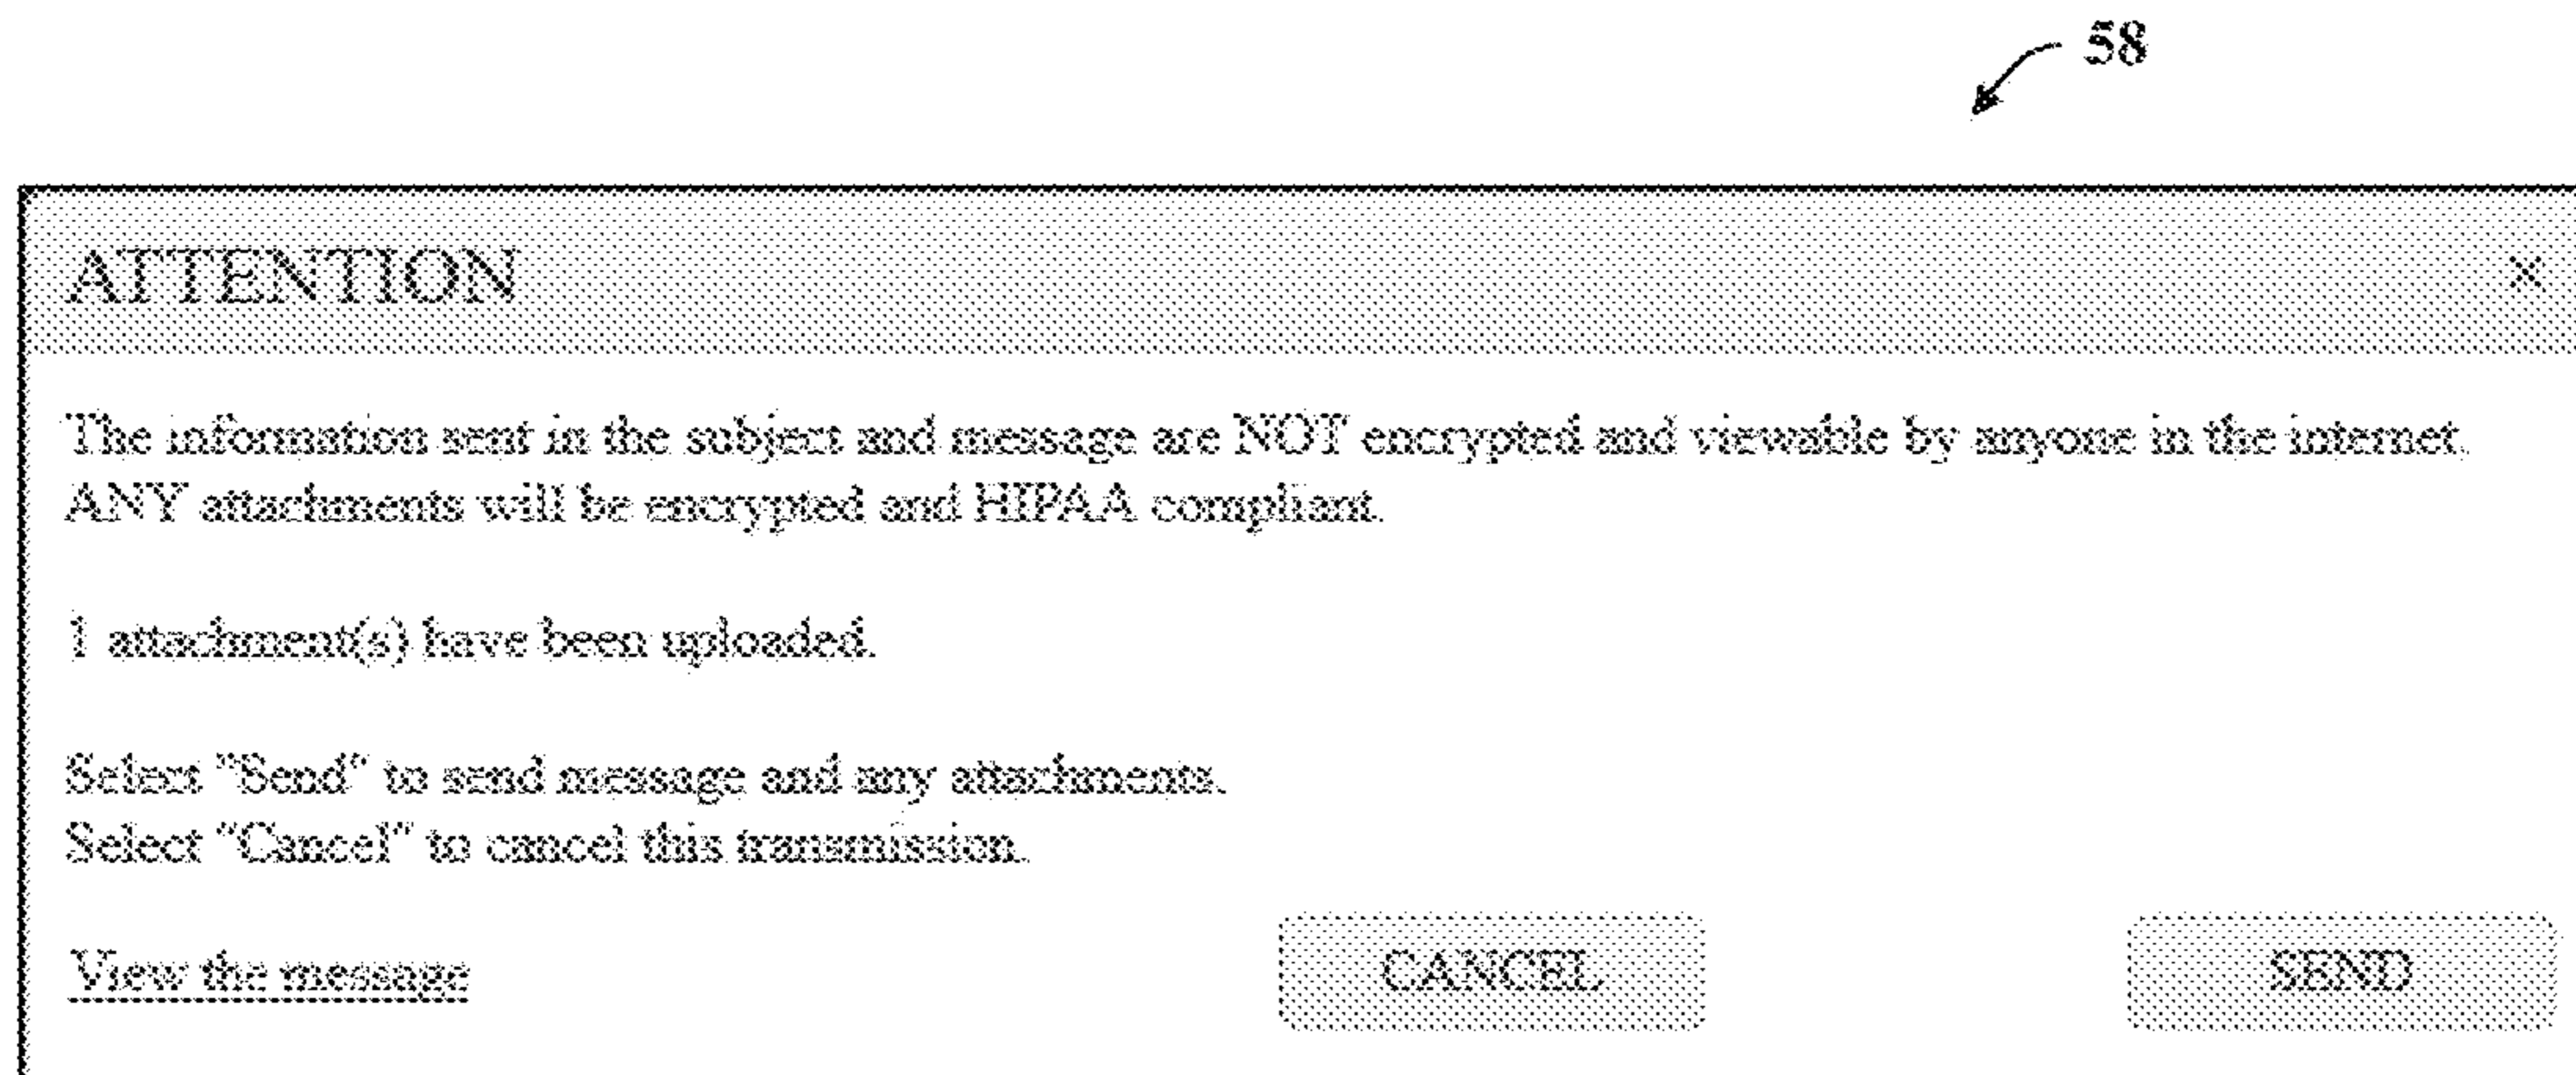 58
ATTENTION ×
The information sent in the subject and message are NOT encrypted and viewable by anyone in the internet.
ANY attachments will be encrypted and HIPAA compliant.
1 attachment(s) have been uploaded.
Select "Send" to send message and any attachments.
Select "Cancel" to cancel this transmission.
View the message CANCEL SEND